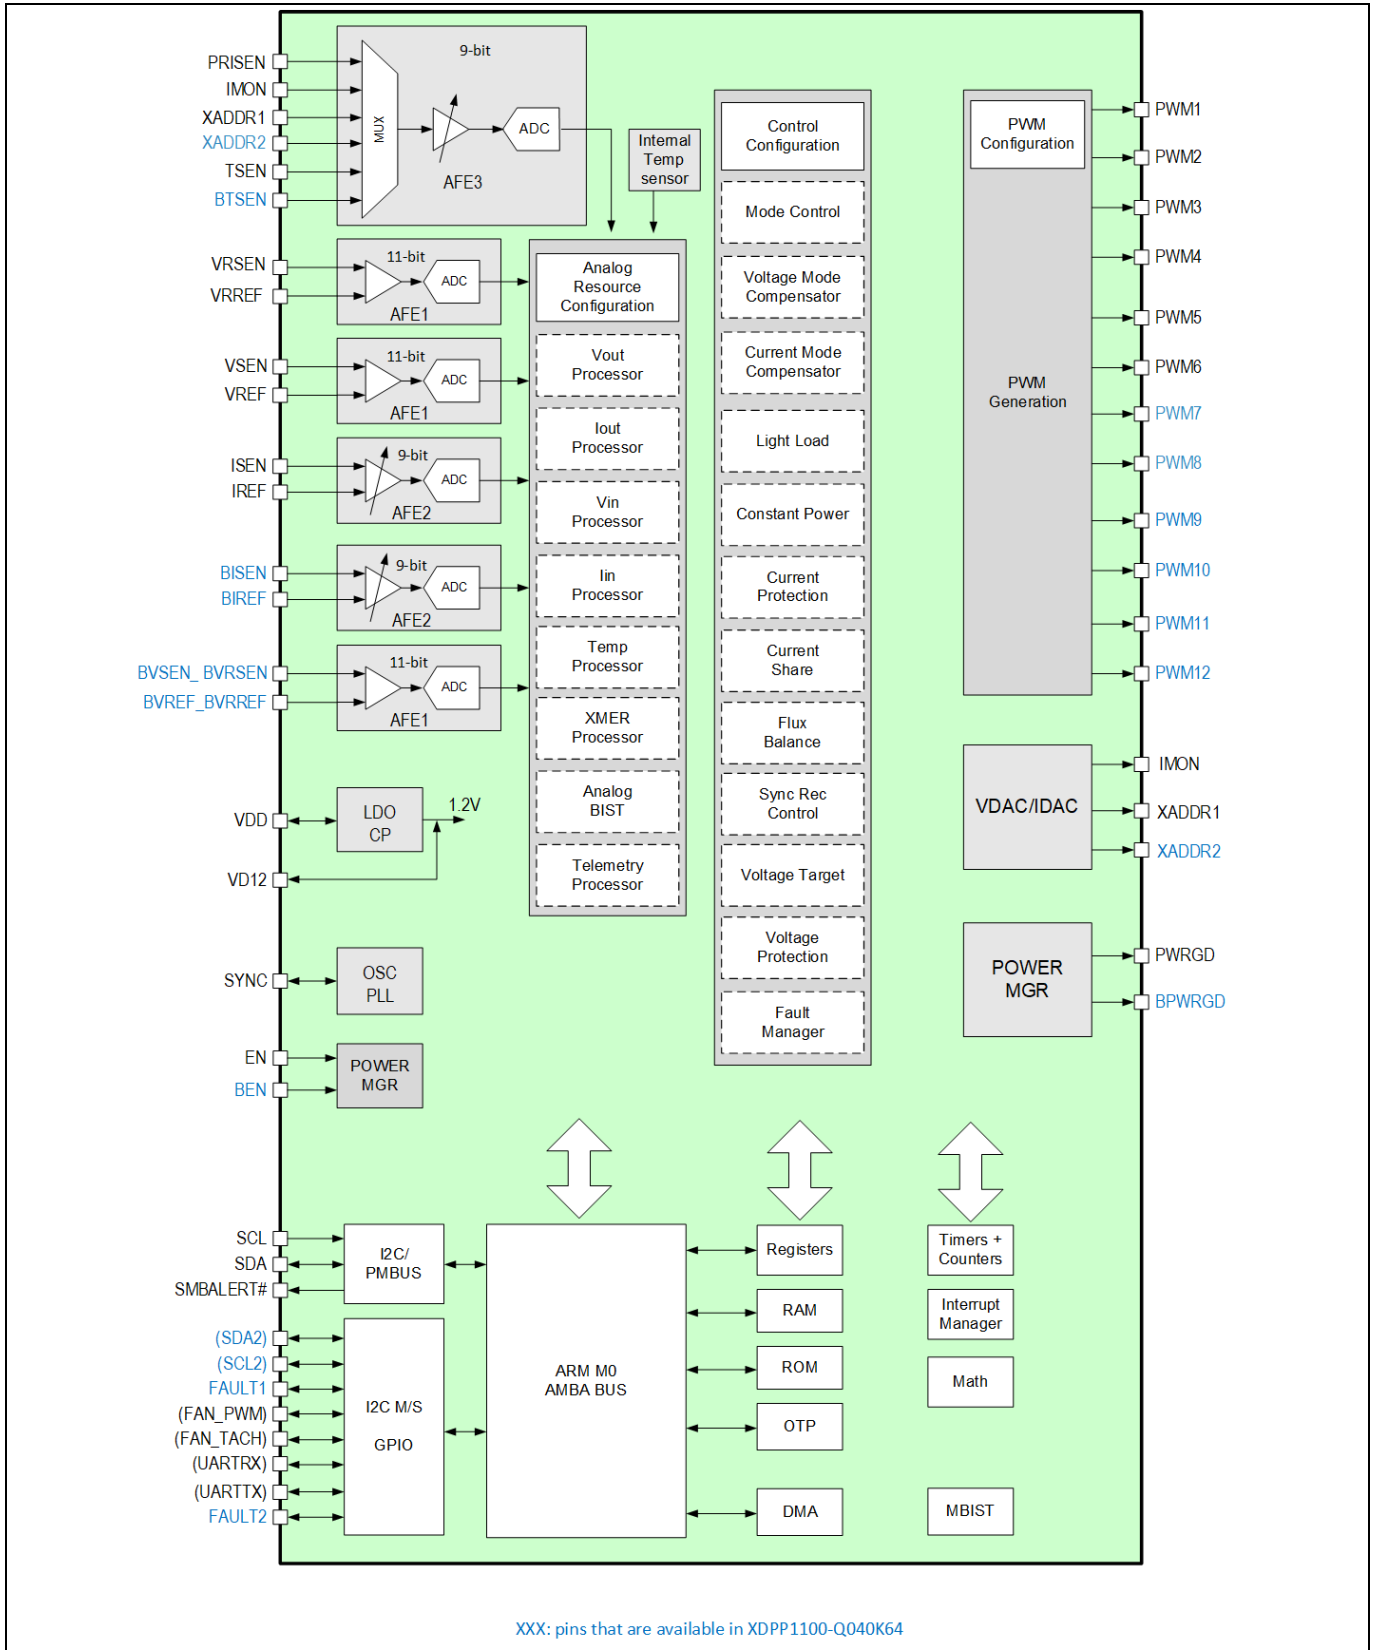 PRISEN
IMON
XADDR1
XADDR2
TSEN
BTSEN
MUX
9-bit
ADC
AFE3
Internal
Temp
sensor
VRSEN
VRREF
11-bit
ADC
AFE1
VSEN
VREF
11-bit
ADC
AFE1
ISEN
IREF
9-bit
ADC
AFE2
BISEN
BIREF
9-bit
ADC
AFE2
BVSEN_ BVRSEN
BVREF_BVRREF
11-bit
ADC
AFE1
VDD
VD12
LDO
CP
1.2V
SYNC
OSC
PLL
EN
BEN
POWER
MGR
Analog
Resource
Configuration
Vout
Processor
Iout
Processor
Vin
Processor
Iin
Processor
Temp
Processor
XMER
Processor
Analog
BIST
Telemetry
Processor
Control
Configuration
Mode Control
Voltage Mode
Compensator
Current Mode
Compensator
Light Load
Constant Power
Current
Protection
Current
Share
Flux
Balance
Sync Rec
Control
Voltage Target
Voltage
Protection
Fault
Manager
PWM
Configuration
PWM
Generation
PWM1
PWM2
PWM3
PWM4
PWM5
PWM6
PWM7
PWM8
PWM9
PWM10
PWM11
PWM12
VDAC/IDAC
IMON
XADDR1
XADDR2
POWER
MGR
PWRGD
BPWRGD
SCL
SDA
SMBALERT#
I2C/
PMBUS
(SDA2)
(SCL2)
FAULT1
(FAN_PWM)
(FAN_TACH)
(UARTRX)
(UARTTX)
FAULT2
I2C M/S
GPIO
ARM M0
AMBA BUS
Registers
RAM
ROM
OTP
DMA
Timers +
Counters
Interrupt
Manager
Math
MBIST
XXX: pins that are available in XDPP1100-Q040K64